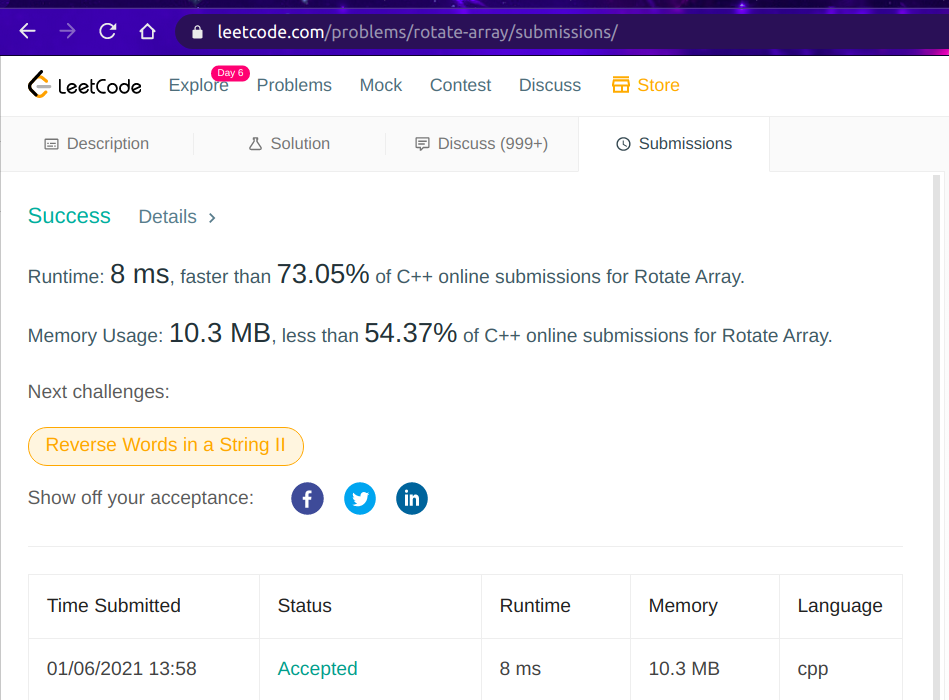 leetcode.com/problems/rotate-array/submissions/
LeetCode Explore Day 6 Problems Mock Contest Discuss Store
Description Solution Discuss (999+) Submissions
Success Details >
Runtime: 8 ms, faster than 73.05% of C++ online submissions for Rotate Array.
Memory Usage: 10.3 MB, less than 54.37% of C++ online submissions for Rotate Array.
Next challenges:
Reverse Words in a String II
Show off your acceptance: f in
Time Submitted Status Runtime Memory Language
01/06/2021 13:58 Accepted 8 ms 10.3 MB cpp